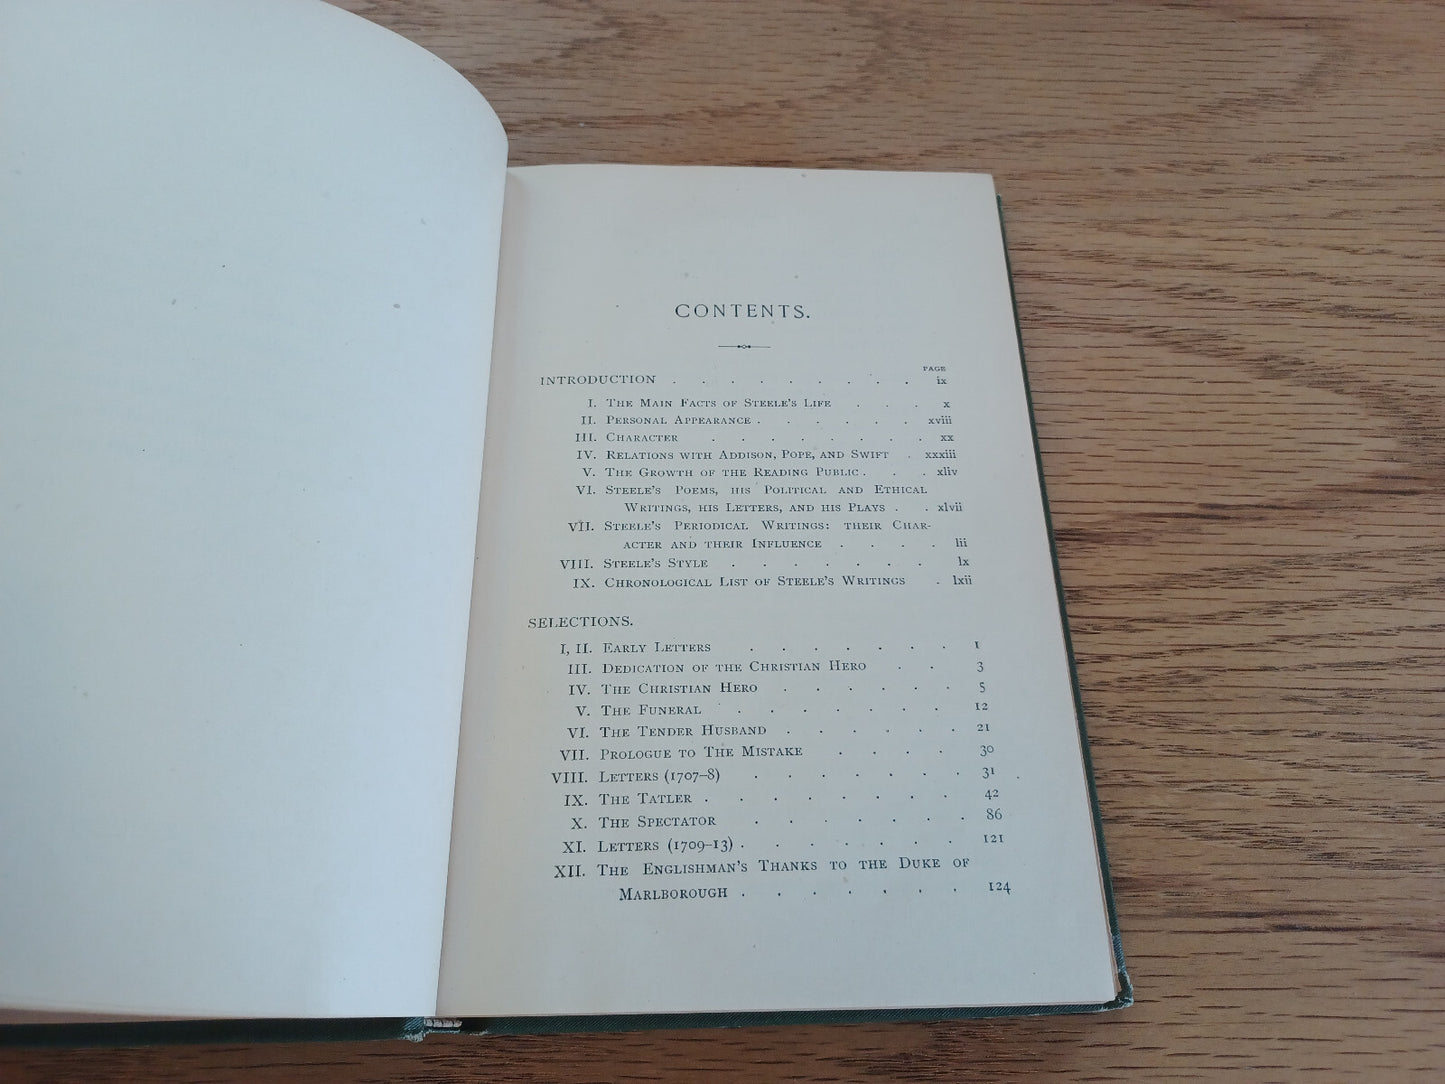 CONTENTS.
PAGE
INTRODUCTION . . . . . . . . . ix
I. The Main Facts of Steele's Life . . . x
II. Personal Appearance . . . . . . xviii
III. Character . . . . . . . . xx
IV. Relations with Addison, Pope, and Swift . xxxiii
V. The Growth of the Reading Public . . . xliv
VI. Steele's Poems, his Political and Ethical
Writings, his Letters, and his Plays . . xlvii
VII. Steele's Periodical Writings: their Char-
acter and their Influence . . . . lii
VIII. Steele's Style . . . . . . . lx
IX. Chronological List of Steele's Writings . lxii
SELECTIONS.
I, II. Early Letters . . . . . . . 1
III. Dedication of the Christian Hero . . 3
IV. The Christian Hero . . . . . . 5
V. The Funeral . . . . . . . 12
VI. The Tender Husband . . . . . . 21
VII. Prologue to The Mistake . . . . 30
VIII. Letters (1707–8) . . . . . . . 31
IX. The Tatler . . . . . . . . 42
X. The Spectator . . . . . . . 86
XI. Letters (1709–13) . . . . . . . 121
XII. The Englishman's Thanks to the Duke of
Marlborough . . . . . . . 124